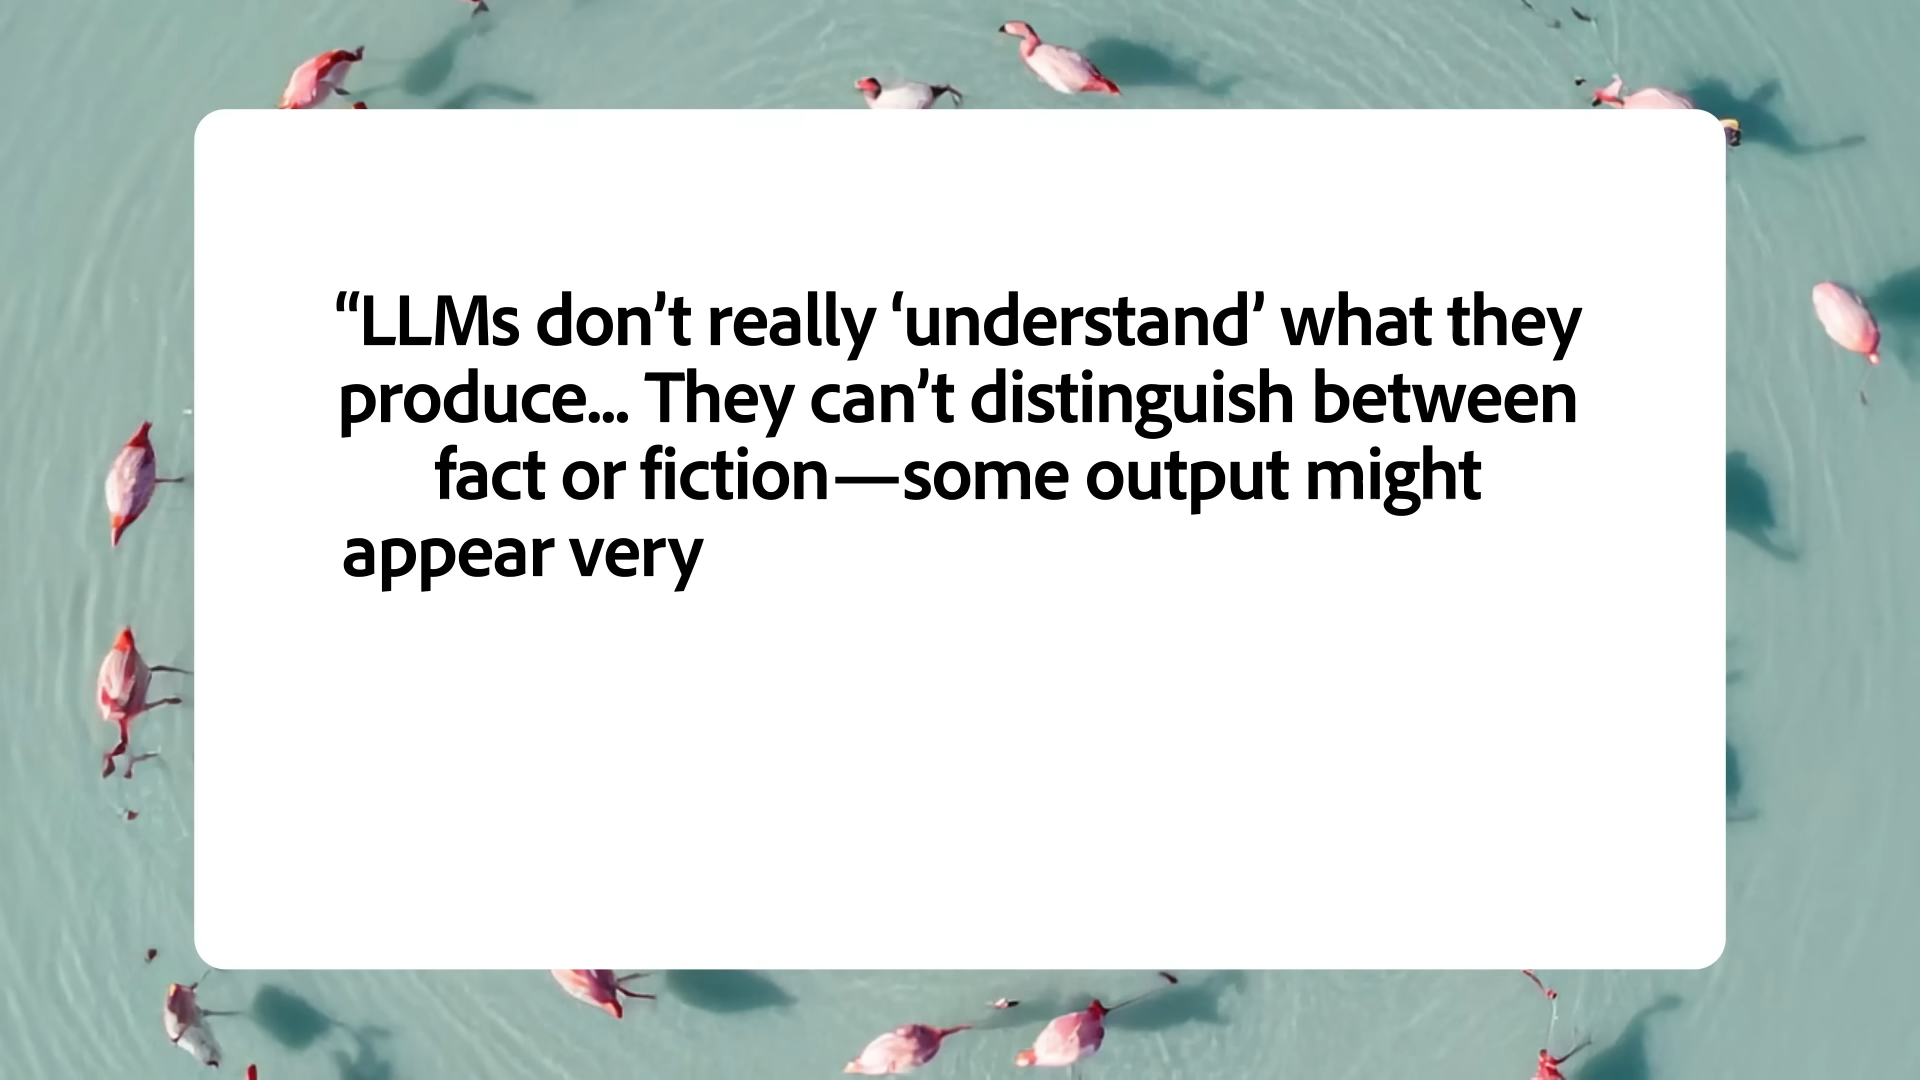 “LLMs don’t really ‘understand’ what they
produce... They can’t distinguish between
fact or fiction—some output might
appear very